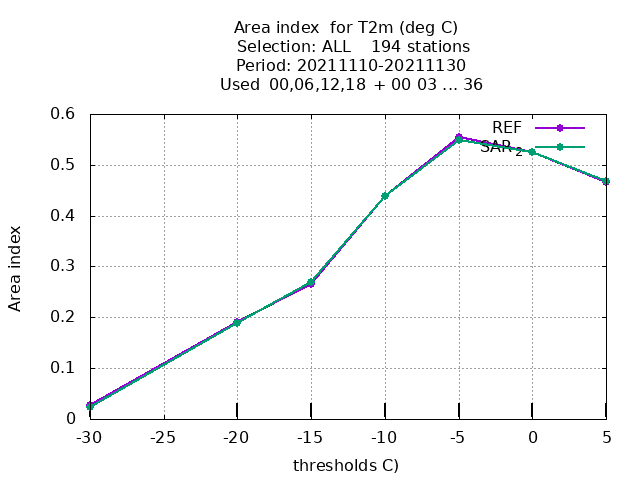 Area index  for T2m (deg C)
Selection: ALL    194 stations
Period: 20211110-20211130
Used  00,06,12,18  + 00 03 ... 36
REF
SAR_2
0.6
0.5
0.4
0.3
0.2
0.1
0
Area index
-30 -25 -20 -15 -10 -5 0 5
thresholds C)